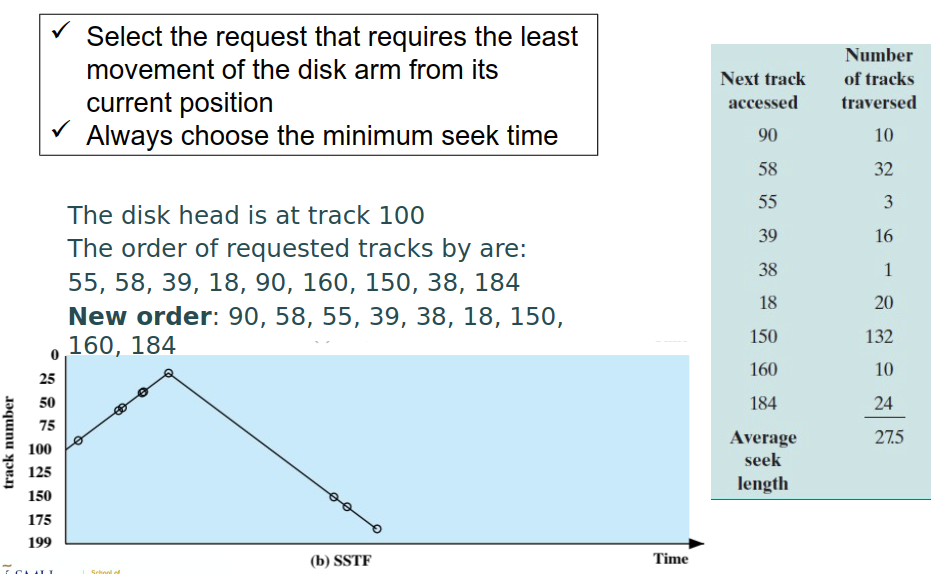 ✓ Select the request that requires the least
movement of the disk arm from its
current position
✓ Always choose the minimum seek time
The disk head is at track 100
The order of requested tracks by are:
55, 58, 39, 18, 90, 160, 150, 38, 184
New order: 90, 58, 55, 39, 38, 18, 150,
160, 184
track number
0
25
50
75
100
125
150
175
199
(b) SSTF
Time
Next track accessed
Number of tracks traversed
90 10
58 32
55 3
39 16
38 1
18 20
150 132
160 10
184 24
Average 27.5
seek
length
School of